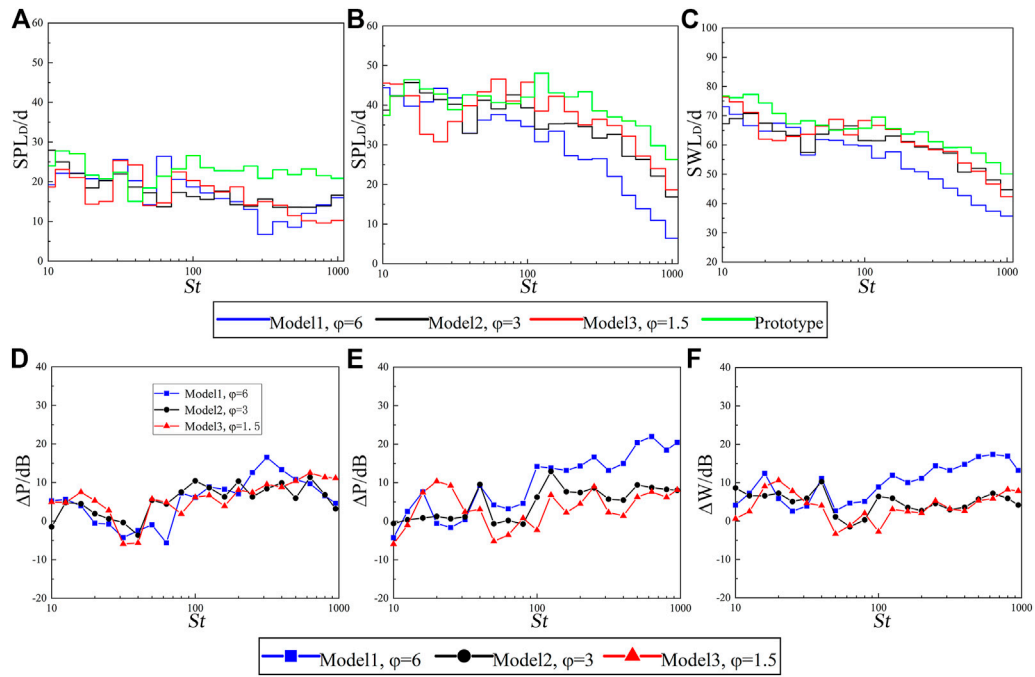 A
60
50
40
30
20
10
0
SPLD/d
10
100
1000
St
B
60
50
40
30
20
10
0
SPLD/d
10
100
1000
St
C
100
90
80
70
60
50
40
30
20
SWLD/d
10
100
1000
St
Model1, φ=6 Model2, φ=3 Model3, φ=1.5 Prototype
D
40
30
20
10
0
-10
-20
ΔP/dB
Model1, φ=6
Model2, φ=3
Model3, φ=1.5
10
100
1000
St
E
40
30
20
10
0
-10
-20
ΔP/dB
10
100
1000
St
F
40
30
20
10
0
-10
-20
ΔW/dB
10
100
1000
St
Model1, φ=6 Model2, φ=3 Model3, φ=1.5